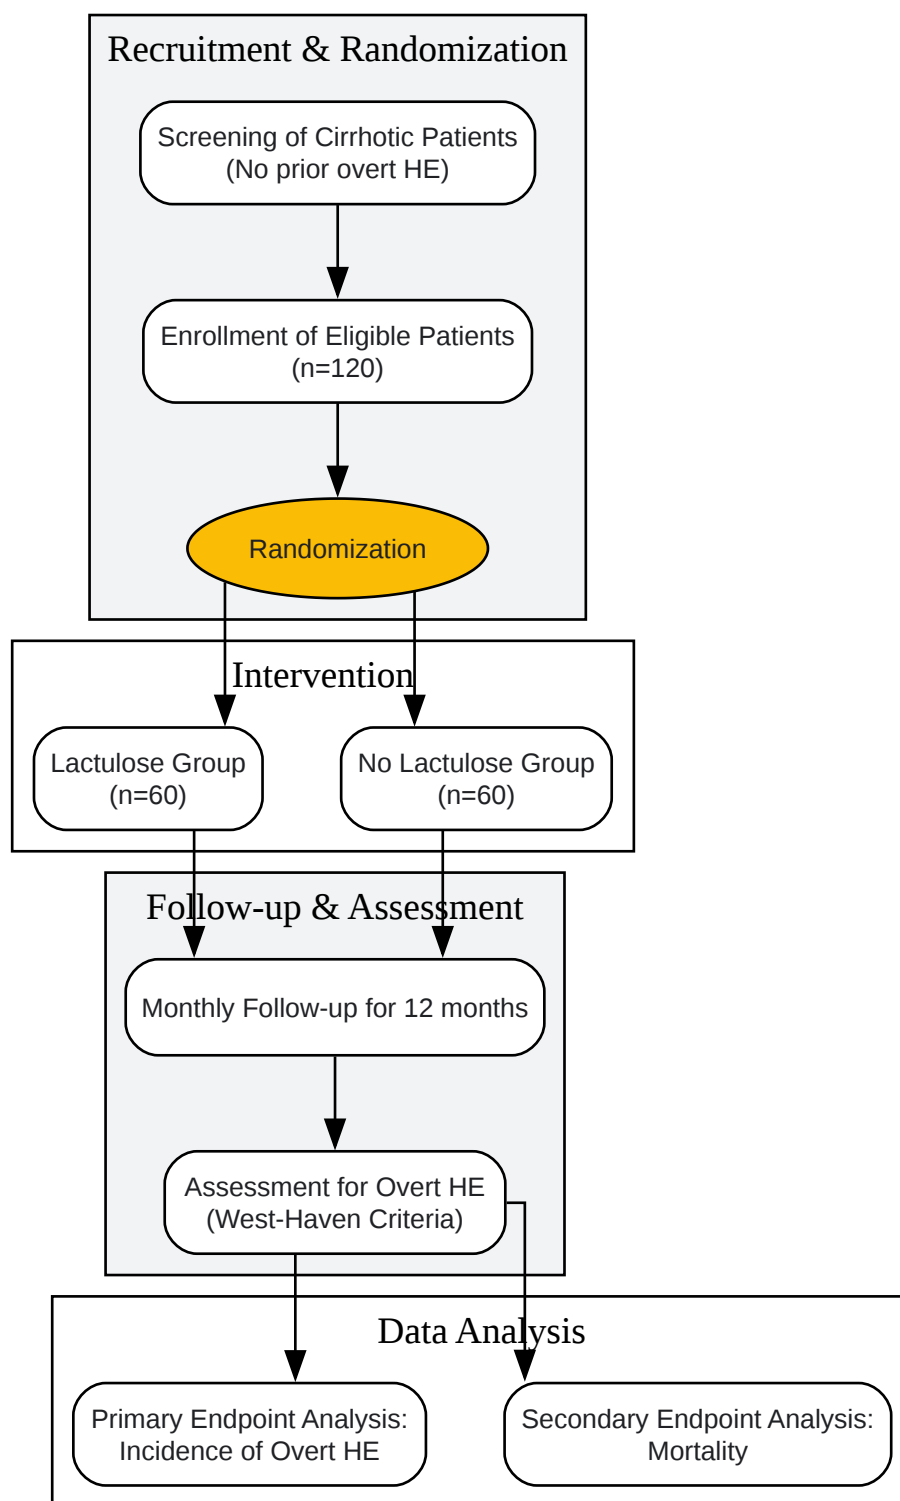 Recruitment & Randomization
Screening of Cirrhotic Patients
(No prior overt HE)
Enrollment of Eligible Patients
(n=120)
Randomization
Intervention
Lactulose Group
(n=60)
No Lactulose Group
(n=60)
Follow-up & Assessment
Monthly Follow-up for 12 months
Assessment for Overt HE
(West-Haven Criteria)
Data Analysis
Primary Endpoint Analysis:
Incidence of Overt HE
Secondary Endpoint Analysis:
Mortality